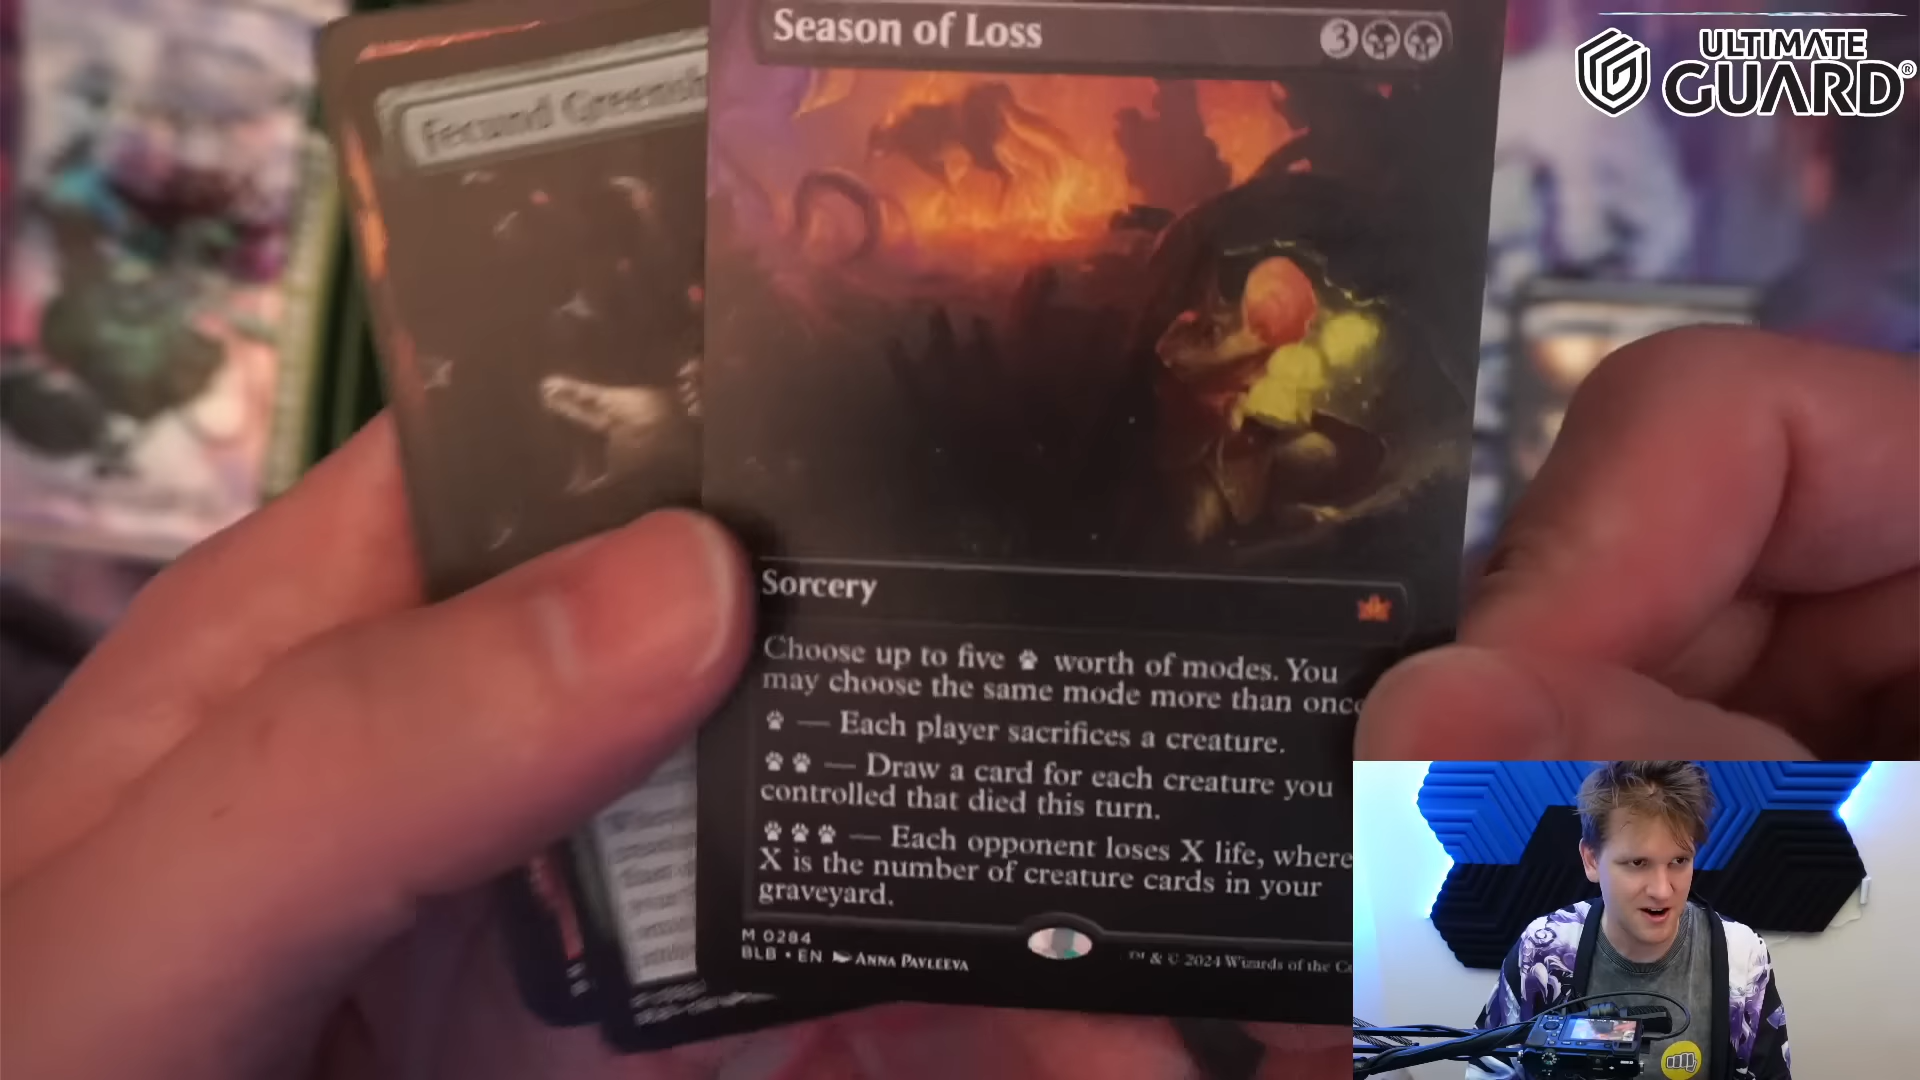 Season of Loss
3
ULTIMATE
GUARD®
Fecund Greensh
Sorcery
Choose up to five worth of modes. You
may choose the same mode more than once
— Each player sacrifices a creature.
— Draw a card for each creature you
controlled that died this turn.
— Each opponent loses X life, where
X is the number of creature cards in your
graveyard.
M 0284
BLB • EN ANNA PAVLEEVA
™ & © 2024 Wizards of the Co